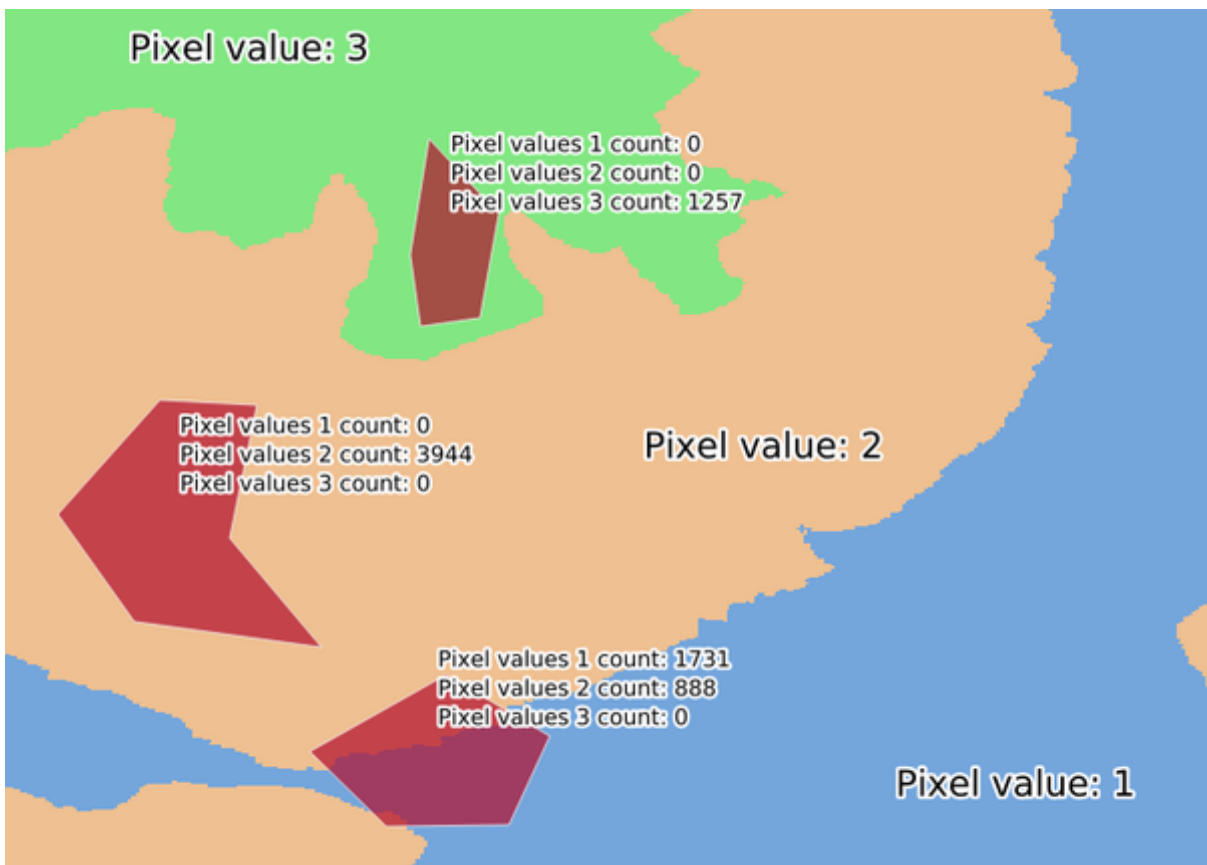 Pixel value: 3
Pixel values 1 count: 0
Pixel values 2 count: 0
Pixel values 3 count: 1257
Pixel values 1 count: 0
Pixel values 2 count: 3944
Pixel values 3 count: 0
Pixel value: 2
Pixel values 1 count: 1731
Pixel values 2 count: 888
Pixel values 3 count: 0
Pixel value: 1